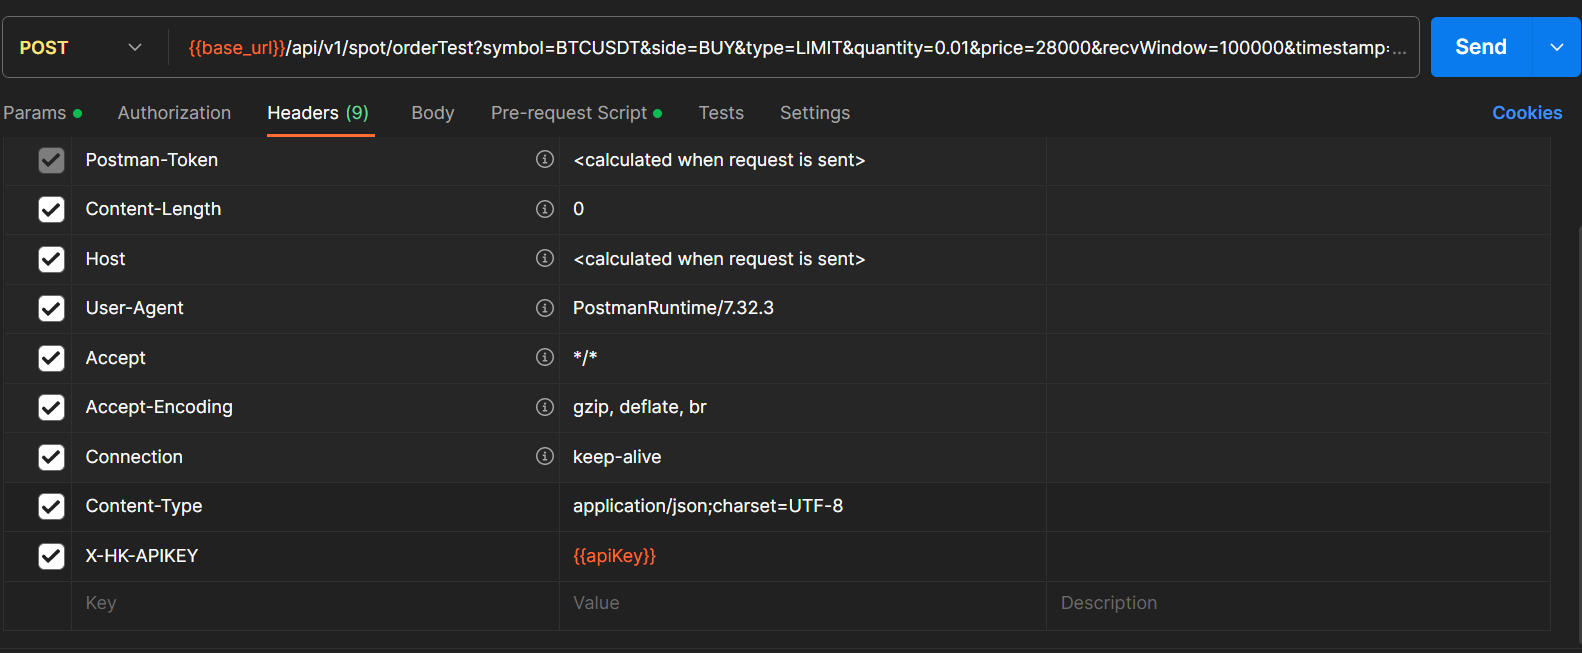 POST {{base_url}}/api/v1/spot/orderTest?symbol=BTCUSDT&side=BUY&type=LIMIT&quantity=0.01&price=28000&recvWindow=100000&timestamp=... Send
Params Authorization Headers (9) Body Pre-request Script Tests Settings Cookies
Postman-Token <calculated when request is sent>
Content-Length 0
Host <calculated when request is sent>
User-Agent PostmanRuntime/7.32.3
Accept */*
Accept-Encoding gzip, deflate, br
Connection keep-alive
Content-Type application/json;charset=UTF-8
X-HK-APIKEY {{apiKey}}
Key Value Description